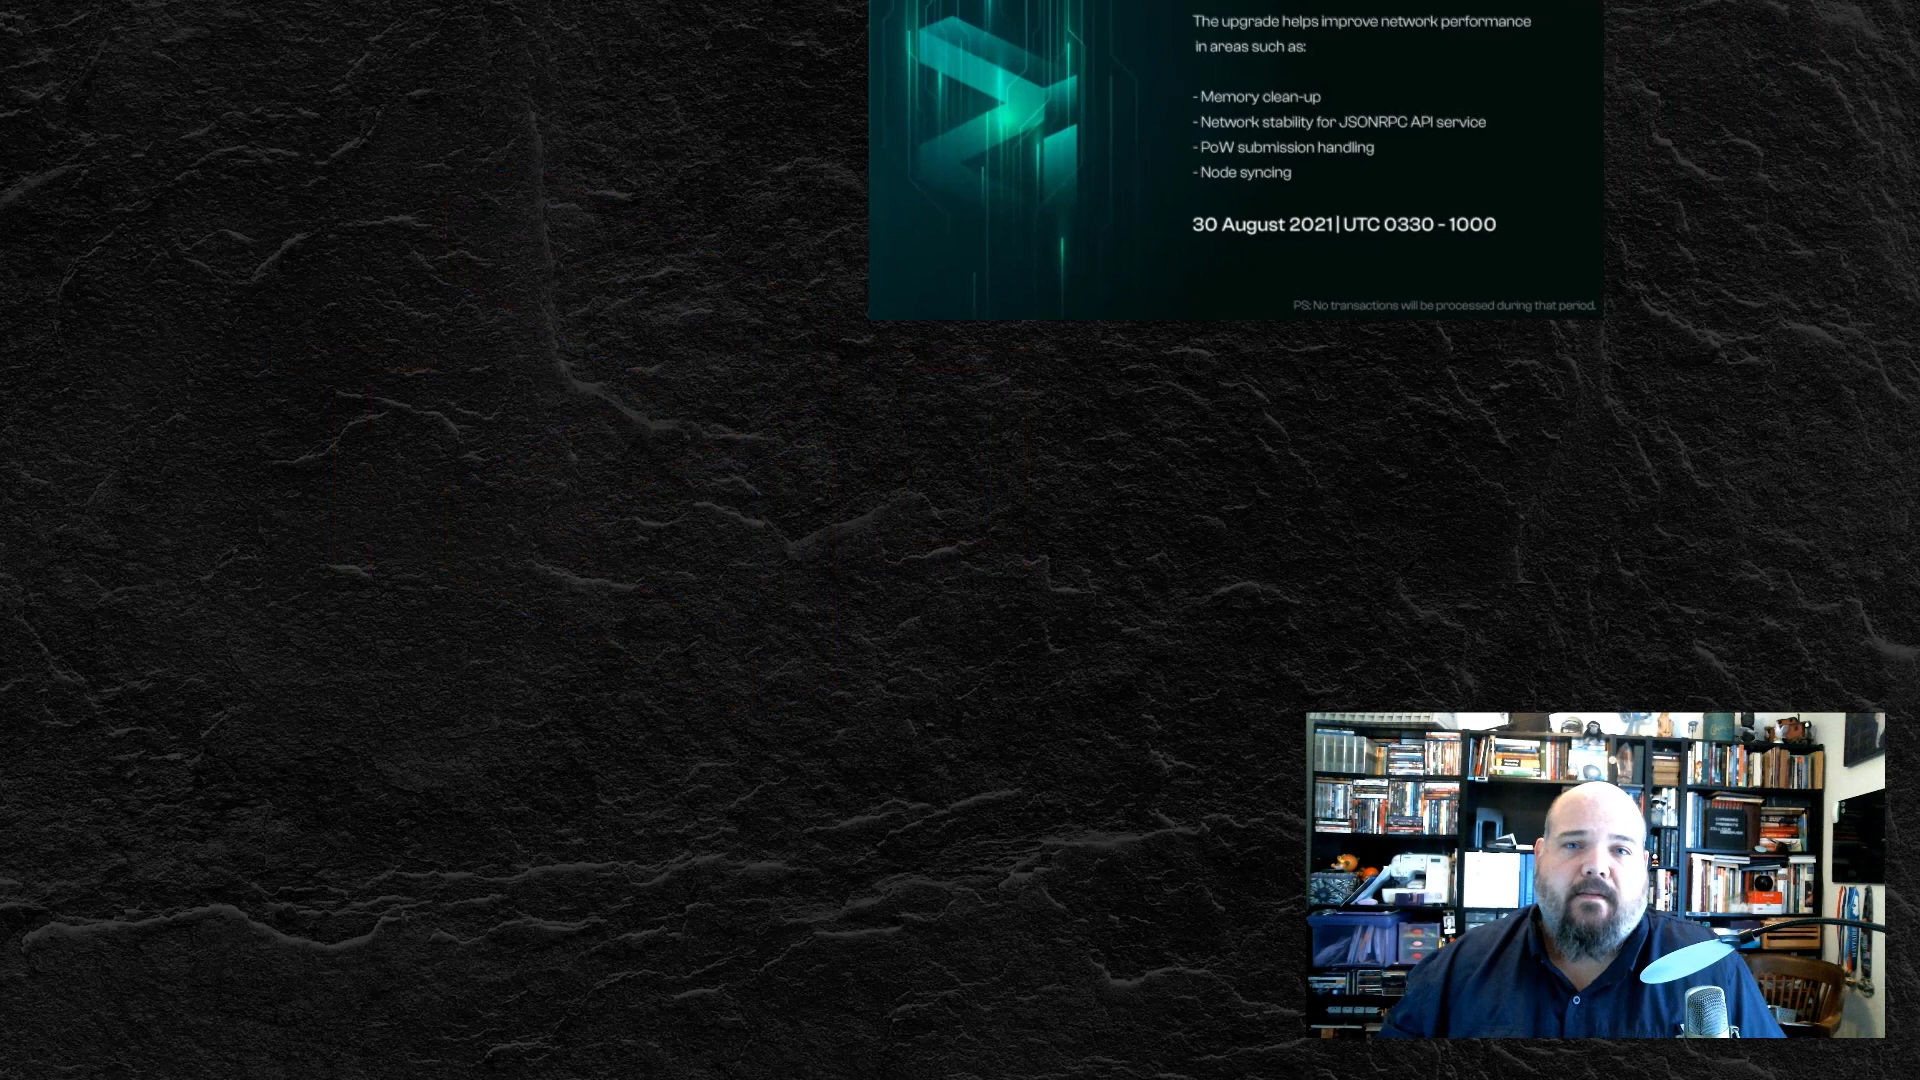 The upgrade helps improve network performance
in areas such as:
- Memory clean-up
- Network stability for JSONRPC API service
- PoW submission handling
- Node syncing
30 August 2021 | UTC 0330 - 1000
PS: No transactions will be processed during that period.